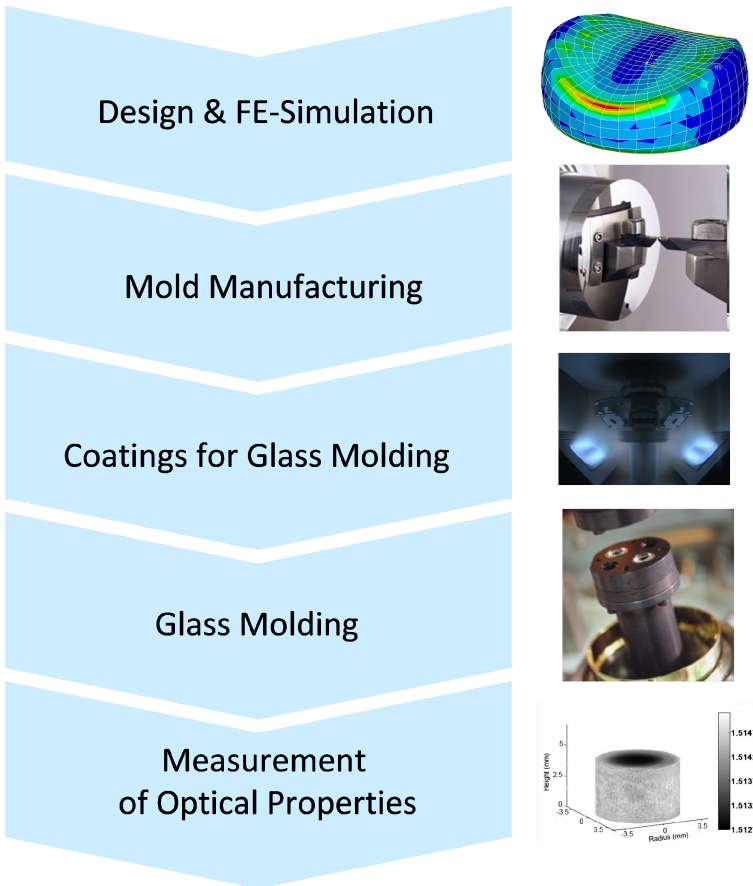 Design & FE-Simulation
Mold Manufacturing
Coatings for Glass Molding
Glass Molding
Measurement
of Optical Properties
Height (mm)
5
2.5
0
-3.5
0
3.5
-3.5
0
3.5
Radius (mm)
1.514
1.514
1.513
1.513
1.512